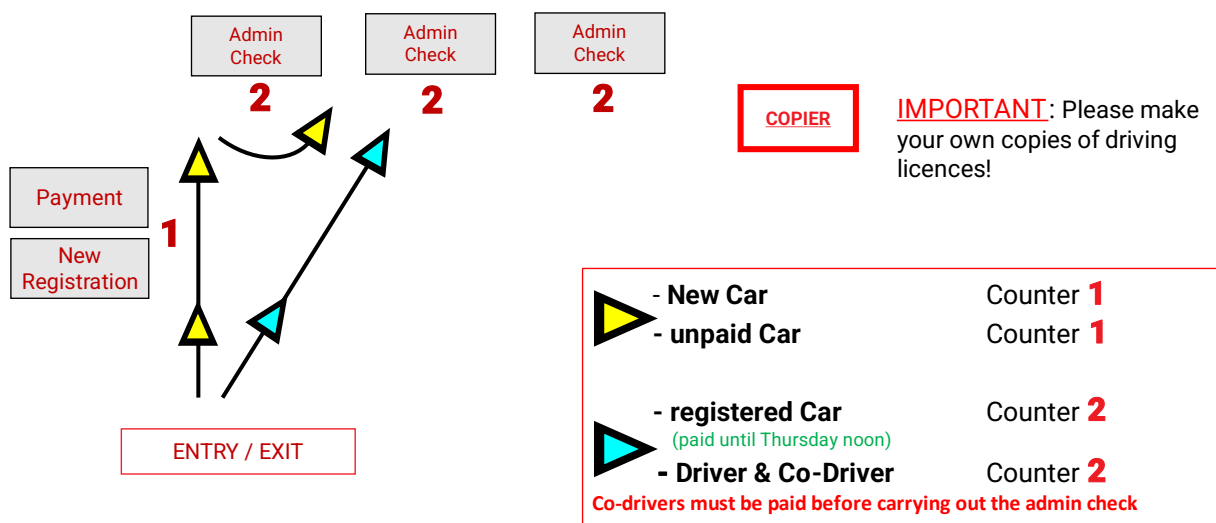 Admin
Check
2
Admin
Check
2
Admin
Check
2
COPIER
IMPORTANT: Please make
your own copies of driving
licences!
Payment
1
New
Registration
ENTRY / EXIT
- New Car Counter 1
- unpaid Car Counter 1
- registered Car Counter 2
(paid until Thursday noon)
- Driver & Co-Driver Counter 2
Co-drivers must be paid before carrying out the admin check